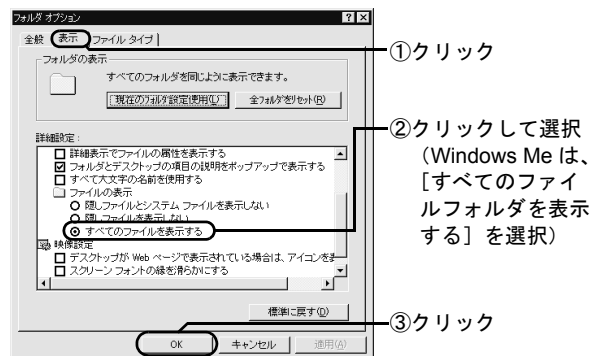 フォルダ オプション
全般 表示 ファイル タイプ
①クリック
フォルダの表示
すべてのフォルダを同じように表示できます。
現在のフォルダ設定使用(L) 全フォルダをリセット(R)
詳細設定:
②クリックして選択
(Windows Me は、
[すべてのファイ
ルフォルダを表示
する]を選択)
詳細表示でファイルの属性を表示する
フォルダとデスクトップの項目の説明をポップアップで表示する
すべて大文字の名前を使用する
ファイルの表示
隠しファイルとシステム ファイルを表示しない
隠しファイルを表示しない
すべてのファイルを表示する
映像設定
デスクトップが Web ページで表示されている場合は、アイコンを
スクリーン フォントの縁を滑らかにする
標準に戻す(D)
③クリック
OK キャンセル 適用(A)